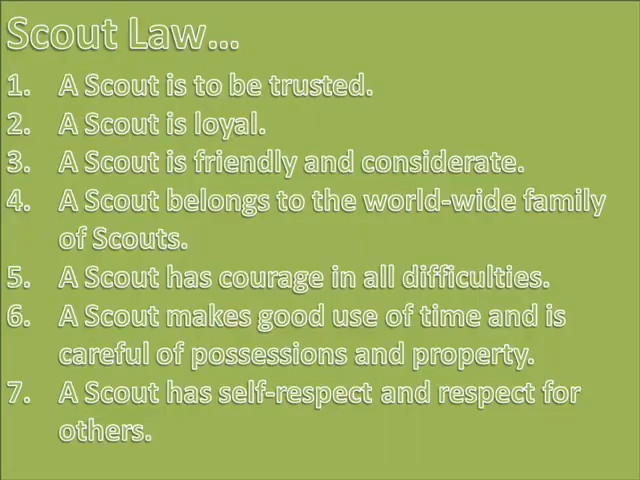 Scout Law...
1. A Scout is to be trusted.
2. A Scout is loyal.
3. A Scout is friendly and considerate.
4. A Scout belongs to the world-wide family
of Scouts.
5. A Scout has courage in all difficulties.
6. A Scout makes good use of time and is
careful of possessions and property.
7. A Scout has self-respect and respect for
others.